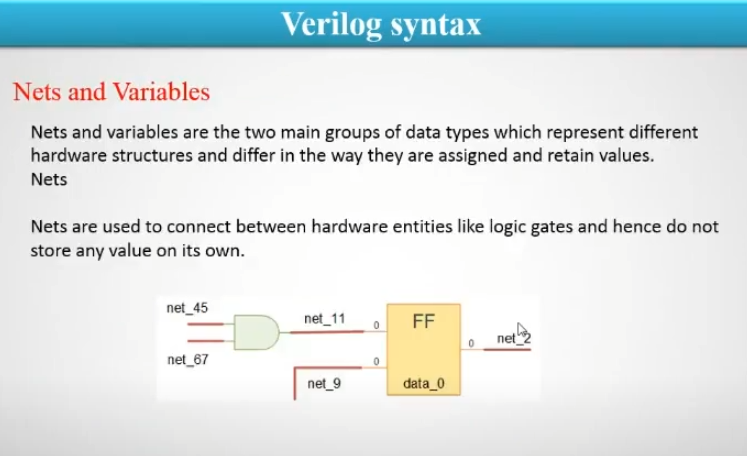 Verilog syntax
Nets and Variables
Nets and variables are the two main groups of data types which represent different
hardware structures and differ in the way they are assigned and retain values.
Nets
Nets are used to connect between hardware entities like logic gates and hence do not
store any value on its own.
net_45
net_11
0
FF
0
net_2
net_67
0
net_9
data_0